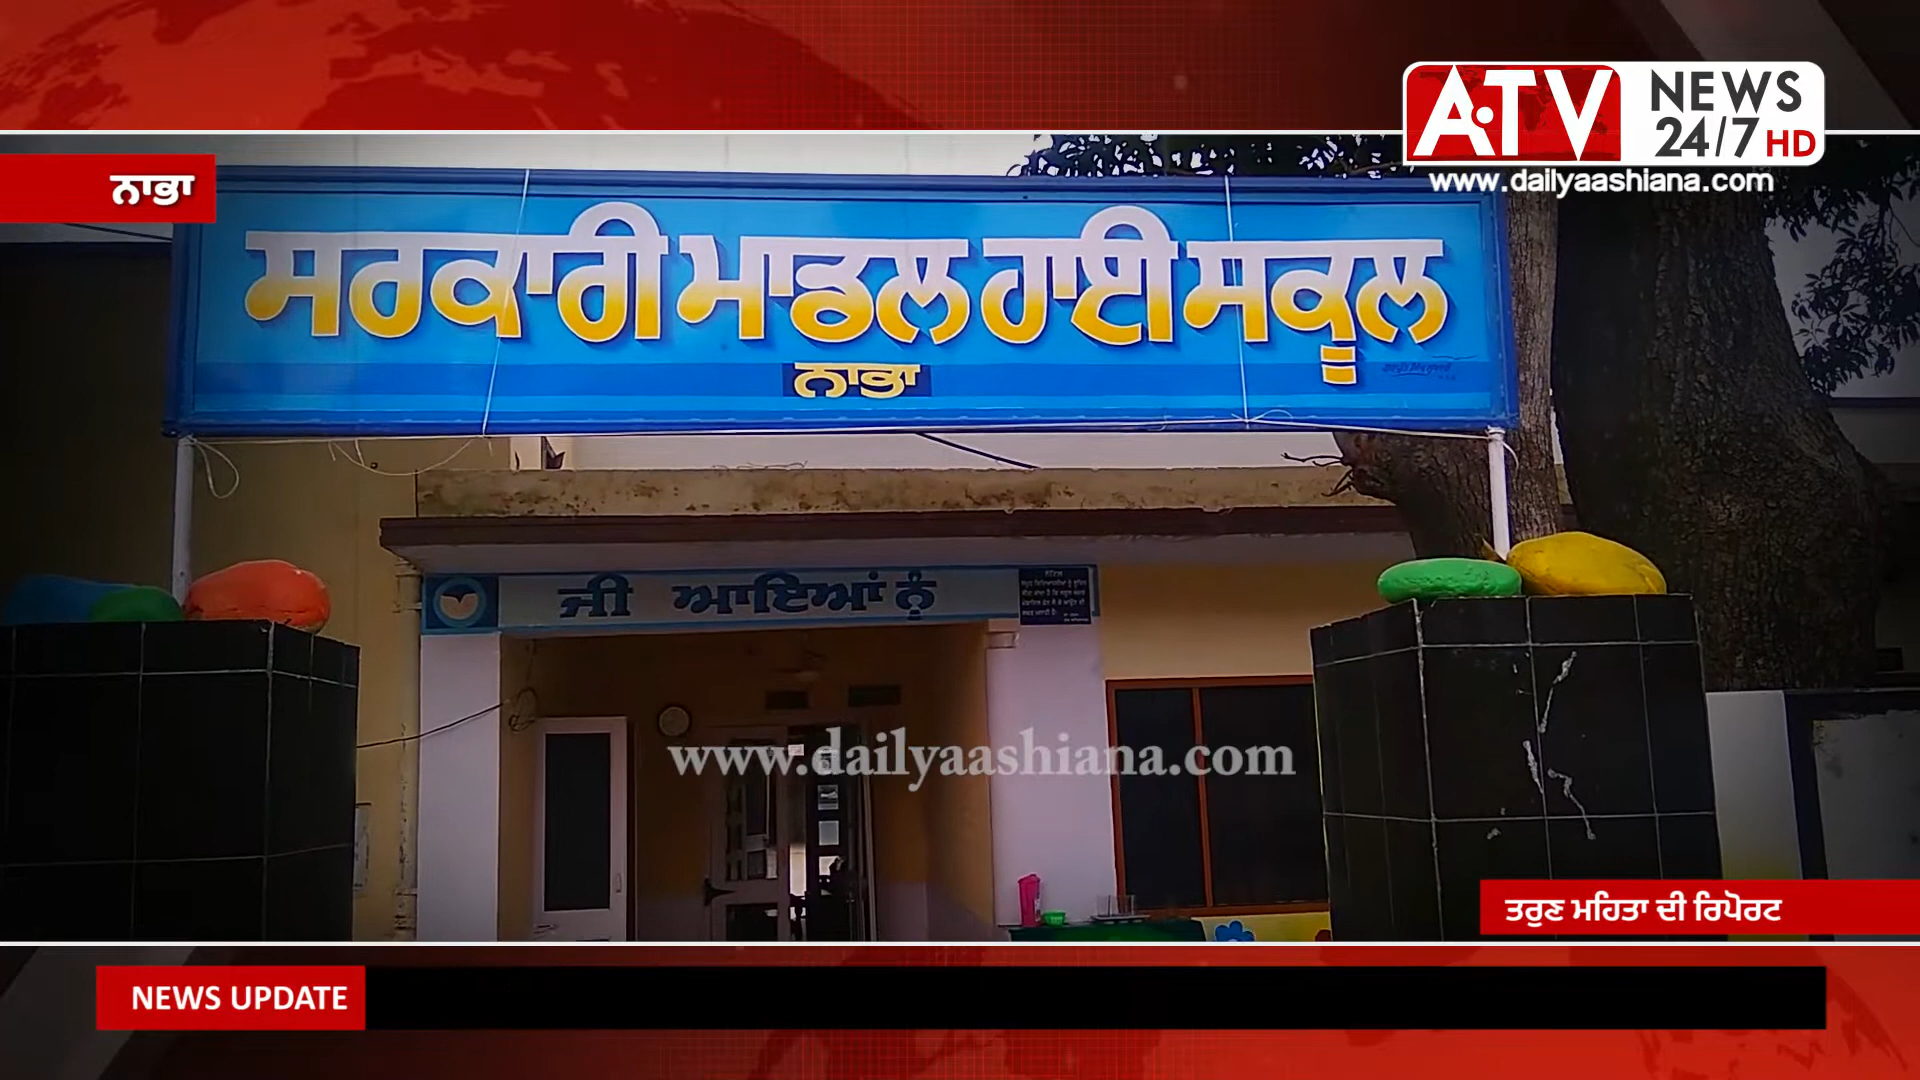 A.TV NEWS
24/7 HD
www.dailyaashiana.com
ਨਾਭਾ
ਸਰਕਾਰੀ ਮਾਡਲ ਹਾਈ ਸਕੂਲ
ਨਾਭਾ
ਜੀ ਆਇਆਂ ਨੂੰ
www.dailyaashiana.com
ਤਰੁਣ ਮਹਿਤਾ ਦੀ ਰਿਪੋਰਟ
NEWS UPDATE